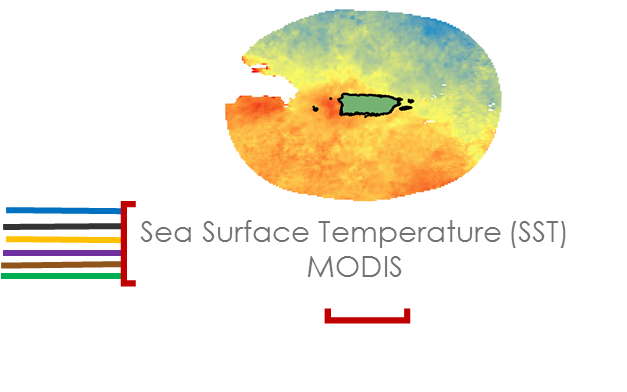 Sea Surface Temperature (SST)
MODIS